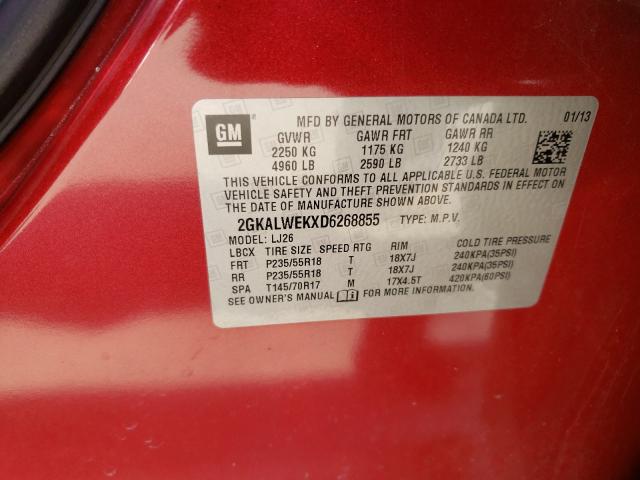 MFD BY GENERAL MOTORS OF CANADA LTD. 01/13
GM
GVWR GAWR FRT GAWR RR
2250 KG 1175 KG 1240 KG
4960 LB 2590 LB 2733 LB
THIS VEHICLE CONFORMS TO ALL APPLICABLE U.S. FEDERAL MOTOR
VEHICLE SAFETY AND THEFT PREVENTION STANDARDS IN EFFECT ON
THE DATE OF MANUFACTURE SHOWN ABOVE.
2GKALWEKXD6268855 TYPE: M.P.V.
MODEL: LJ26
LBCX TIRE SIZE SPEED RTG RIM COLD TIRE PRESSURE
FRT P235/55R18 T 18X7J 240KPA(35PSI)
RR P235/55R18 T 18X7J 240KPA(35PSI)
SPA T145/70R17 M 17X4.5T 420KPA(60PSI)
SEE OWNER'S MANUAL FOR MORE INFORMATION.